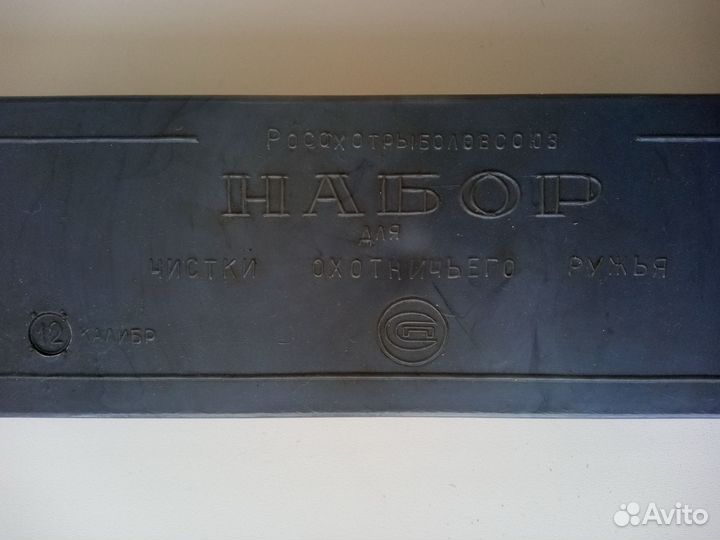 Росохотрыболовсоюз
НАБОР
ДЛЯ
ЧИСТКИ ОХОТНИЧЬЕГО РУЖЬЯ
12 КАЛИБР
Avito